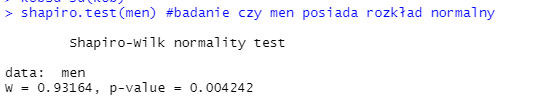 > shapiro.test(men) #badanie czy men posiada rozkład normalny
Shapiro-Wilk normality test
data: men
W = 0.93164, p-value = 0.004242